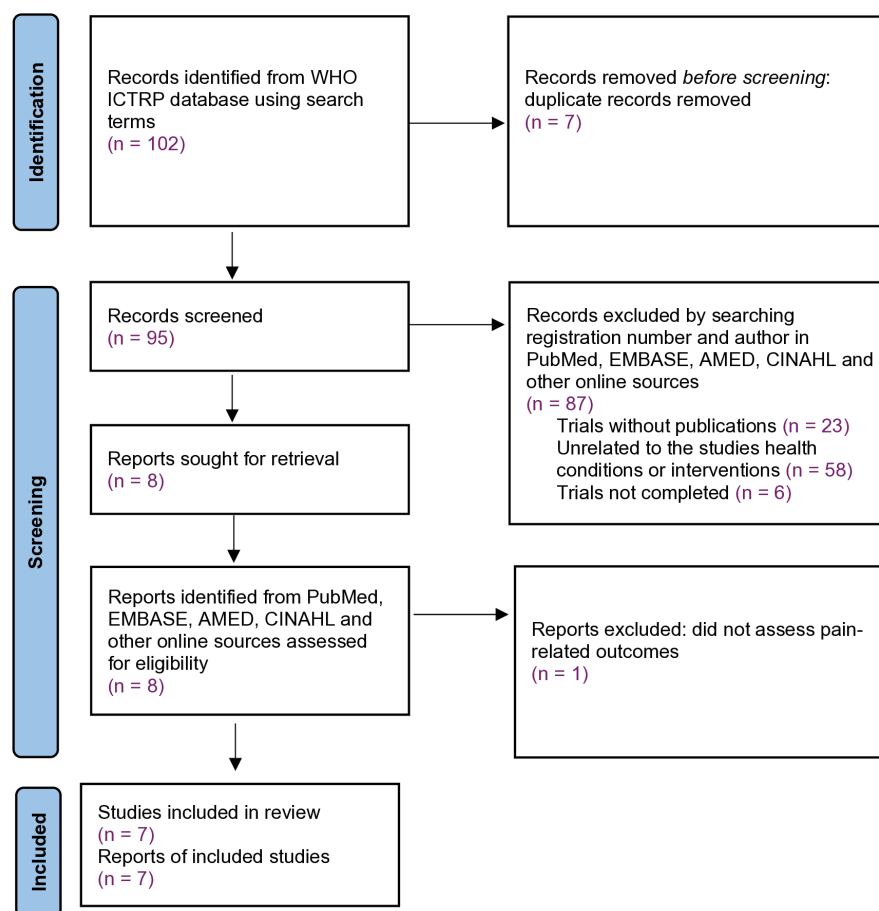 Identification
Records identified from WHO
ICTRP database using search
terms
(n = 102)
Records removed before screening:
duplicate records removed
(n = 7)
Screening
Records screened
(n = 95)
Records excluded by searching
registration number and author in
PubMed, EMBASE, AMED, CINAHL and
other online sources
(n = 87)
Trials without publications (n = 23)
Unrelated to the studies health
conditions or interventions (n = 58)
Trials not completed (n = 6)
Reports sought for retrieval
(n = 8)
Reports identified from PubMed,
EMBASE, AMED, CINAHL and
other online sources assessed
for eligibility
(n = 8)
Reports excluded: did not assess pain-
related outcomes
(n = 1)
Included
Studies included in review
(n = 7)
Reports of included studies
(n = 7)